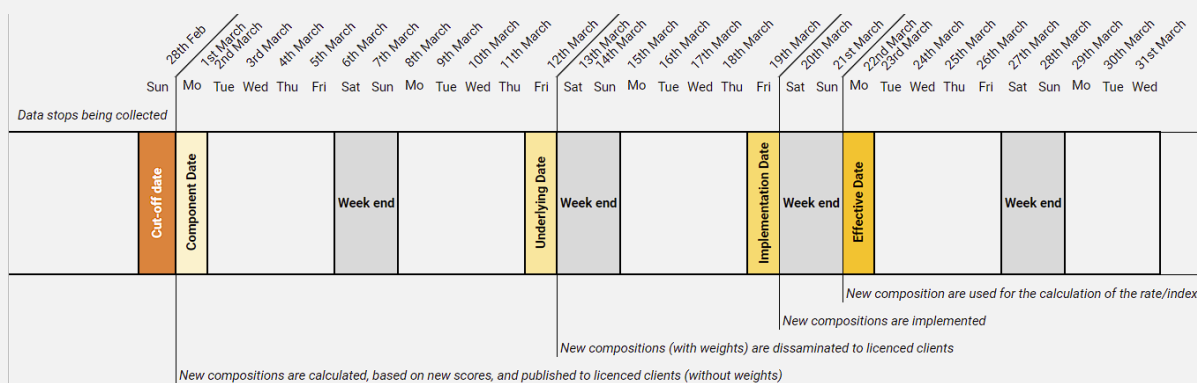 28th Feb
1st March
2nd March
3rd March
4th March
5th March
6th March
7th March
8th March
9th March
10th March
11th March
12th March
13th March
14th March
15th March
16th March
17th March
18th March
19th March
20th March
21st March
22nd March
23rd March
24th March
25th March
26th March
27th March
28th March
29th March
30th March
31st March
Sun Mo Tue Wed Thu Fri Sat Sun Mo Tue Wed Thu Fri Sat Sun Mo Tue Wed Thu Fri Sat Sun Mo Tue Wed Thu Fri Sat Sun Mo Tue Wed
Data stops being collected
Cut-off date
Component Date
Week end
Underlying Date
Week end
Implementation Date
Week end
Effective Date
Week end
New composition are used for the calculation of the rate/index
New compositions are implemented
New compositions (with weights) are dissaminated to licenced clients
New compositions are calculated, based on new scores, and published to licenced clients (without weights)